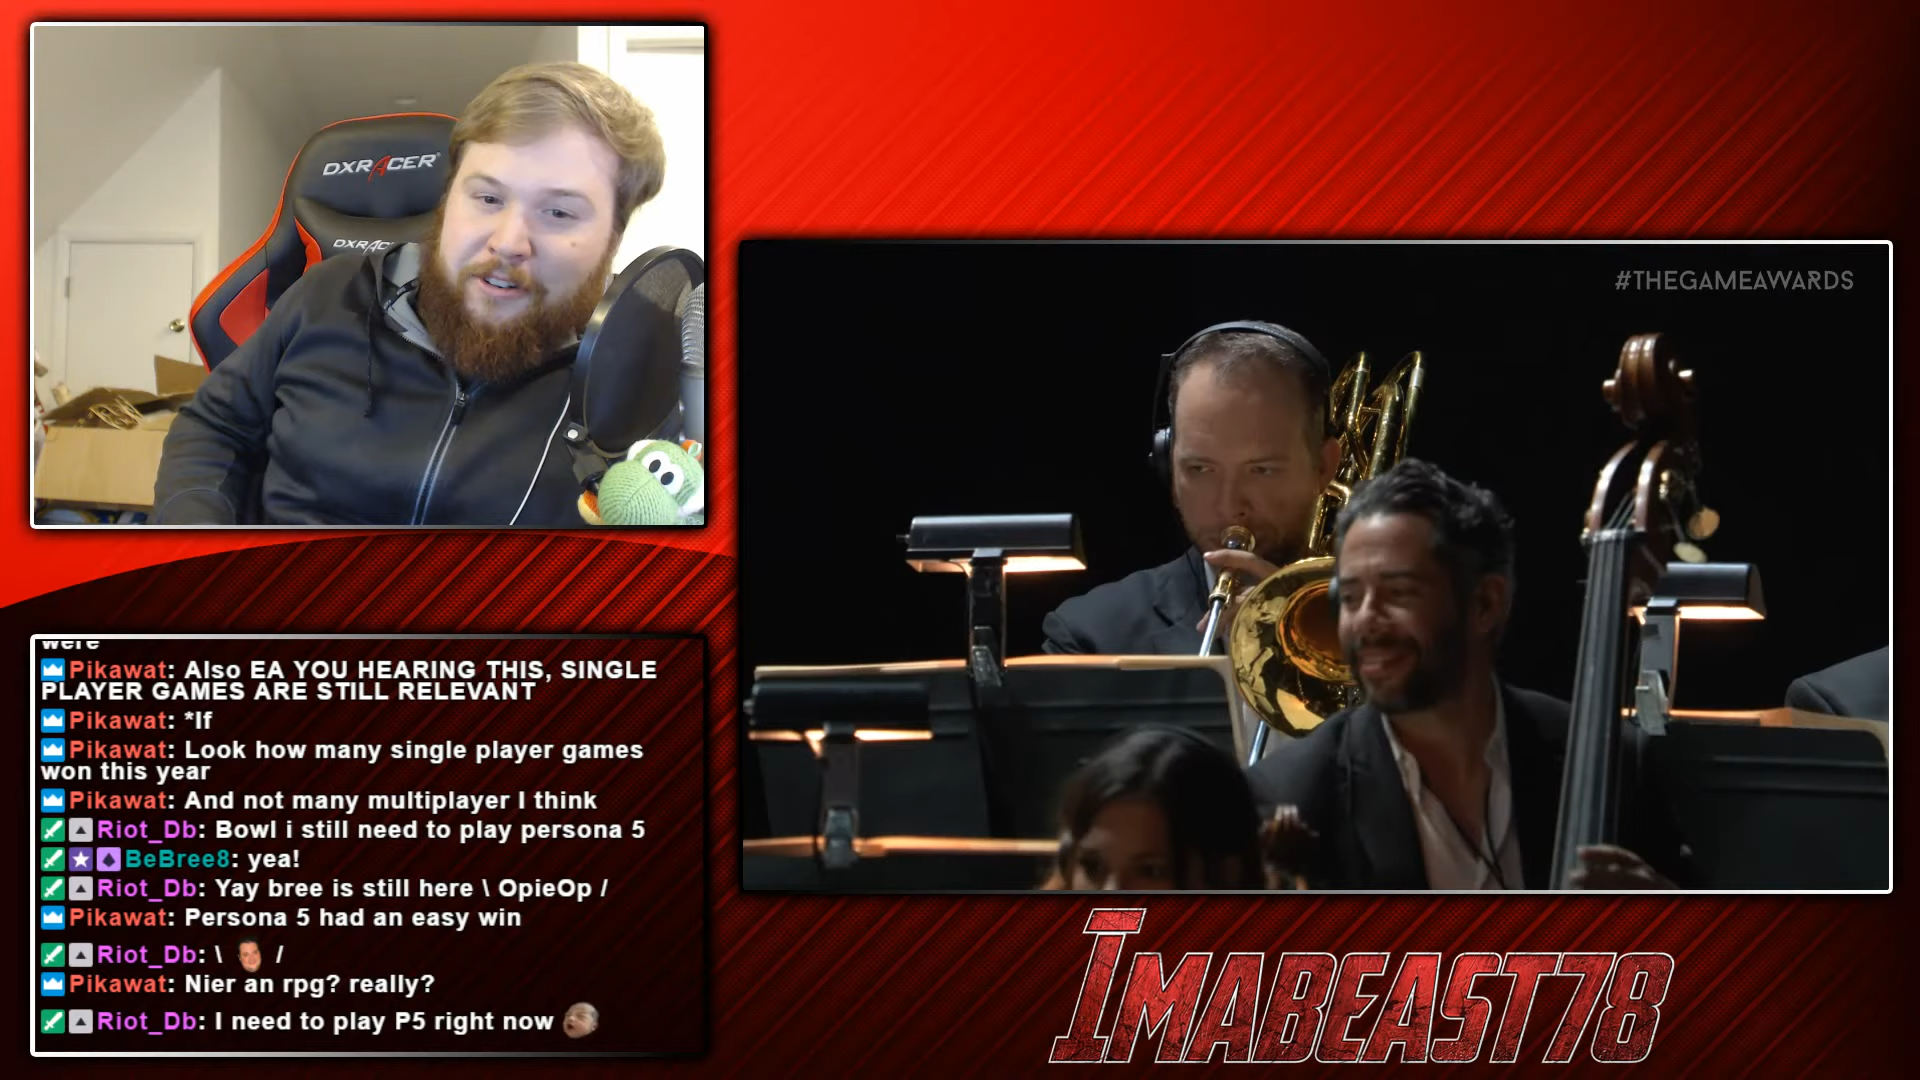 DXRACER
DXRAC
#THEGAMEAWARDS
were
Pikawat: Also EA YOU HEARING THIS, SINGLE
PLAYER GAMES ARE STILL RELEVANT
Pikawat: *If
Pikawat: Look how many single player games
won this year
Pikawat: And not many multiplayer I think
Riot_Db: Bowl i still need to play persona 5
BeBree8: yea!
Riot_Db: Yay bree is still here \ OpieOp /
Pikawat: Persona 5 had an easy win
Riot_Db: \ /
Pikawat: Nier an rpg? really?
Riot_Db: I need to play P5 right now
IMABEAST78